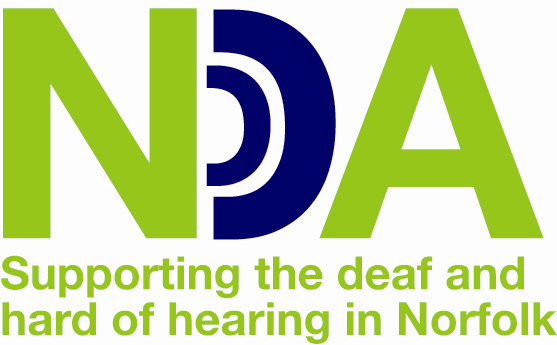 NDA
Supporting the deaf and
hard of hearing in Norfolk